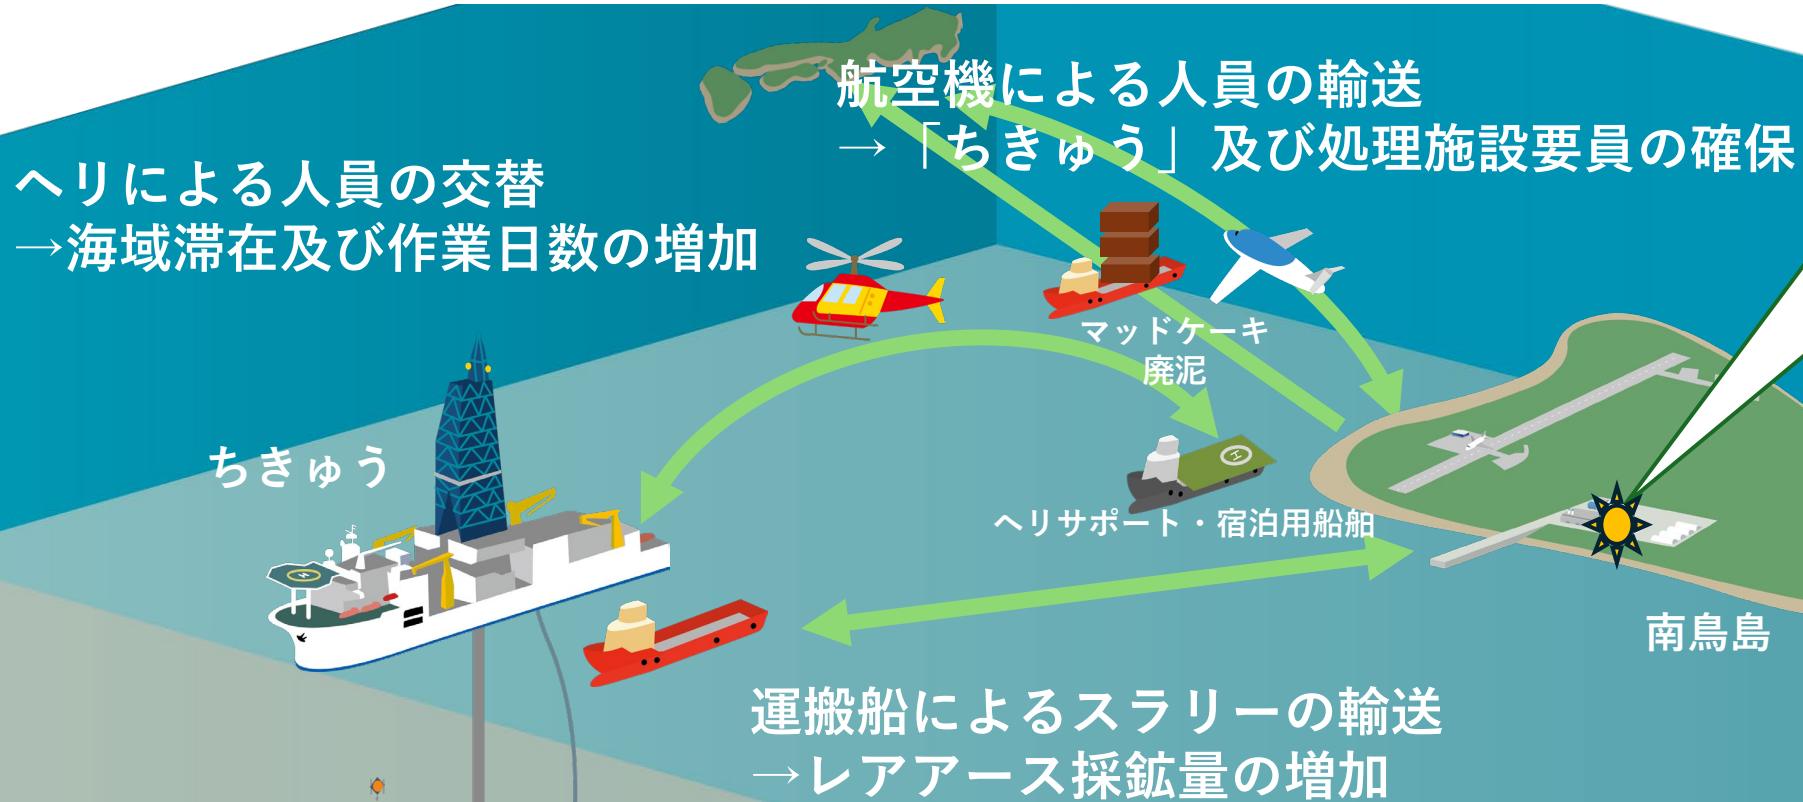 航空機による人員の輸送
→「ちきゅう」及び処理施設要員の確保
ヘリによる人員の交替
→海域滞在及び作業日数の増加
マッドケーキ
廃泥
ちきゅう
ヘリサポート・宿泊用船舶
南鳥島
運搬船によるスラリーの輸送
→レアアース採鉱量の増加